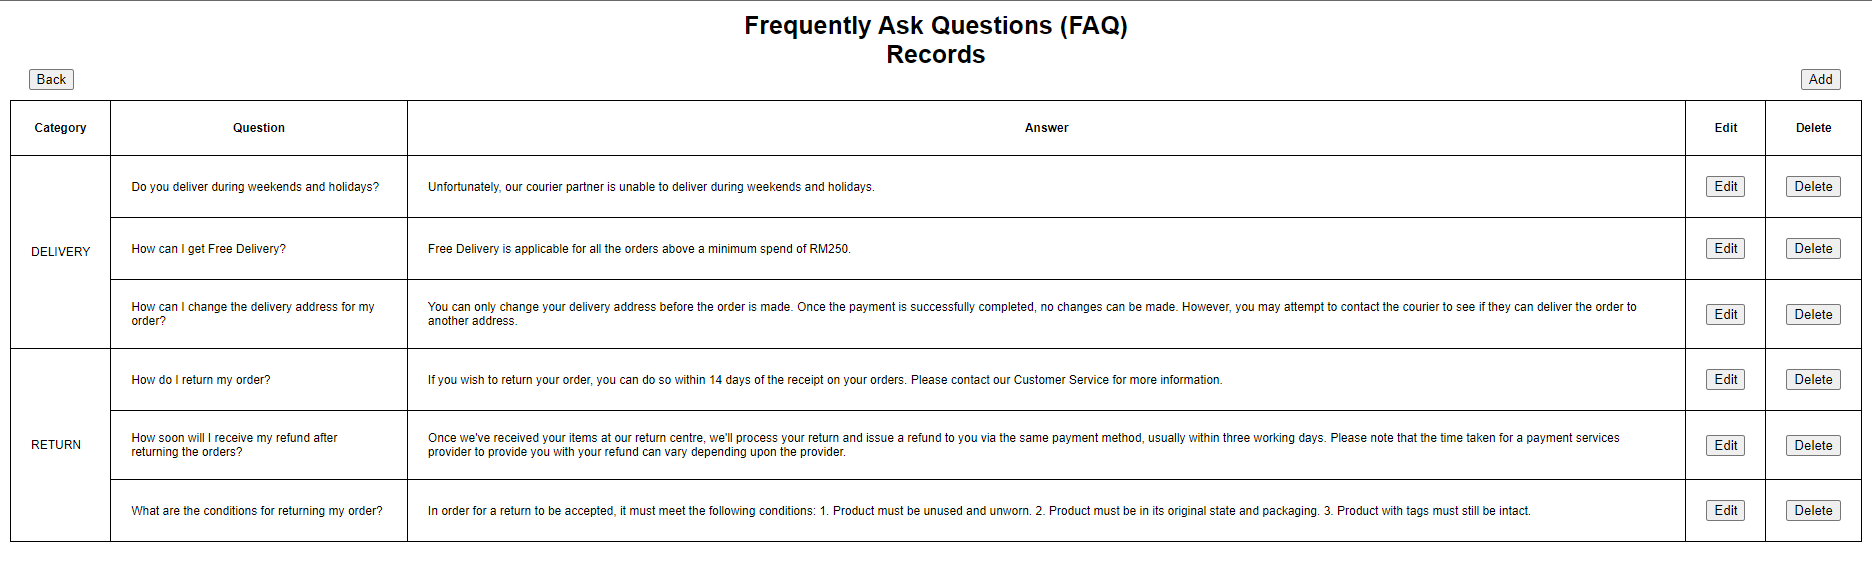 Frequently Ask Questions (FAQ)
Records
Back
Add
Category
Question
Answer
Edit
Delete
DELIVERY
Do you deliver during weekends and holidays?
Unfortunately, our courier partner is unable to deliver during weekends and holidays.
Edit
Delete
How can I get Free Delivery?
Free Delivery is applicable for all the orders above a minimum spend of RM250.
Edit
Delete
How can I change the delivery address for my
order?
You can only change your delivery address before the order is made. Once the payment is successfully completed, no changes can be made. However, you may attempt to contact the courier to see if they can deliver the order to
another address.
Edit
Delete
RETURN
How do I return my order?
If you wish to return your order, you can do so within 14 days of the receipt on your orders. Please contact our Customer Service for more information.
Edit
Delete
How soon will I receive my refund after
returning the orders?
Once we've received your items at our return centre, we'll process your return and issue a refund to you via the same payment method, usually within three working days. Please note that the time taken for a payment services
provider to provide you with your refund can vary depending upon the provider.
Edit
Delete
What are the conditions for returning my order?
In order for a return to be accepted, it must meet the following conditions: 1. Product must be unused and unworn. 2. Product must be in its original state and packaging. 3. Product with tags must still be intact.
Edit
Delete